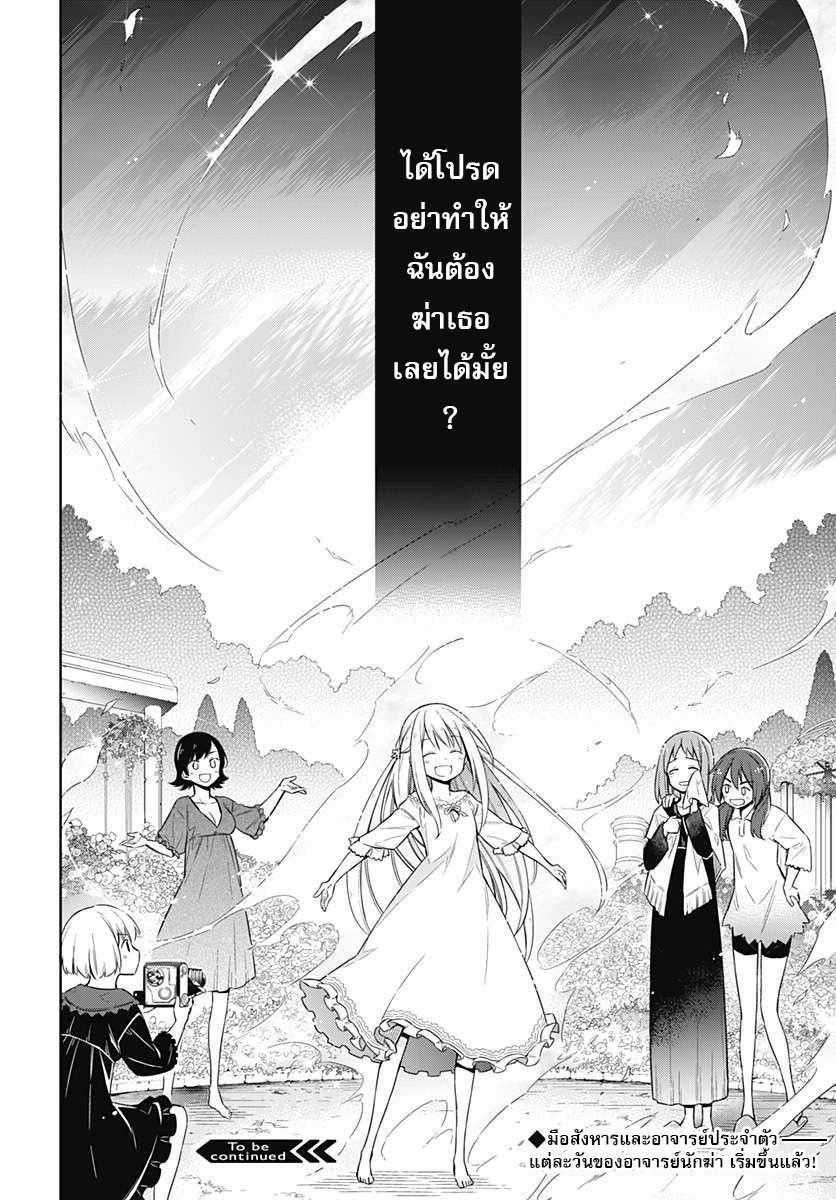 ได้โปรด
อย่าทำให้
ฉันต้อง
ฆ่าเธอ
เลยได้มั้ย
?
To be
continued
◆มือสังหารและอาจารย์ประจำตัว———
แต่ละวันของอาจารย์นักฆ่า เริ่มขึ้นแล้ว!